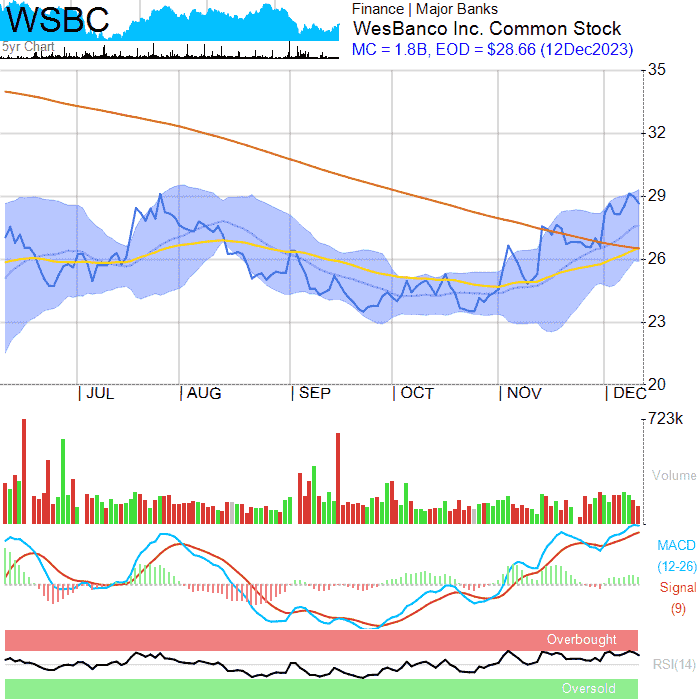 WSBC
5yr Chart
Finance | Major Banks
WesBanco Inc. Common Stock
MC = 1.8B, EOD = $28.66 (12Dec2023)
35
32
29
26
23
20
| JUL | AUG | SEP | OCT | NOV | DEC
723k
Volume
MACD
(12-26)
Signal
(9)
Overbought
RSI(14)
Oversold